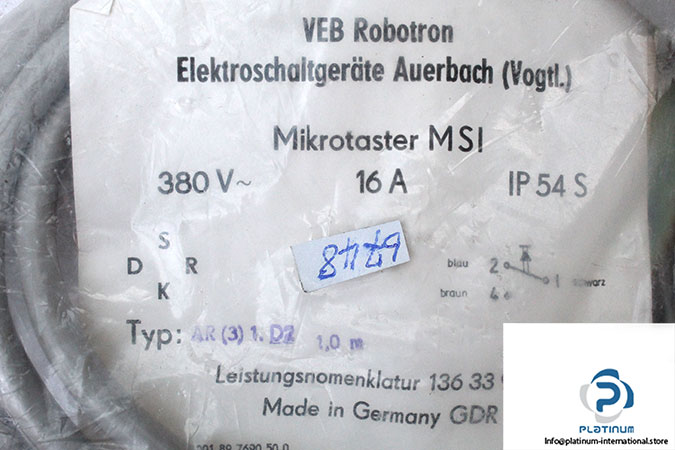 VEB Robotron
Elektroschaltgeräte Auerbach (Vogtl.)
Mikrotaster MSI
380 V~ 16 A IP 54 S
S
D R
K
blau 2
1 schwarz
braun 4
Typ: AR (3) 1. D2 1,0 m
Leistungsnomenklatur 136 33
Made in Germany GDR
PLATINUM
Info@platinum-international.store